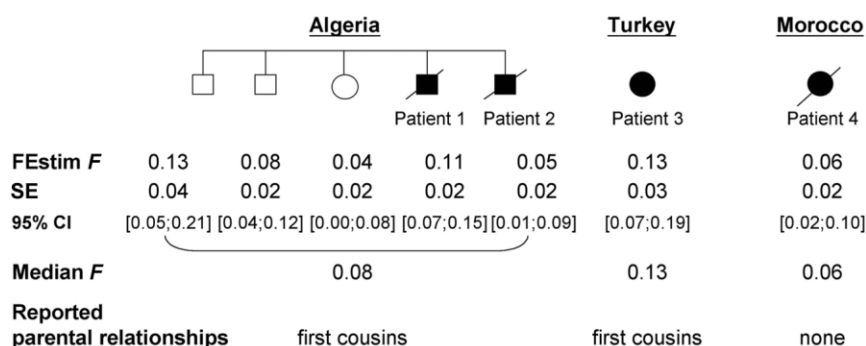 Algeria Turkey Morocco
Patient 1 Patient 2 Patient 3 Patient 4
FEstim F 0.13 0.08 0.04 0.11 0.05 0.13 0.06
SE 0.04 0.02 0.02 0.02 0.02 0.03 0.02
95% CI [0.05;0.21] [0.04;0.12] [0.00;0.08] [0.07;0.15] [0.01;0.09] [0.07;0.19] [0.02;0.10]
Median F 0.08 0.13 0.06
Reported
parental relationships first cousins first cousins none